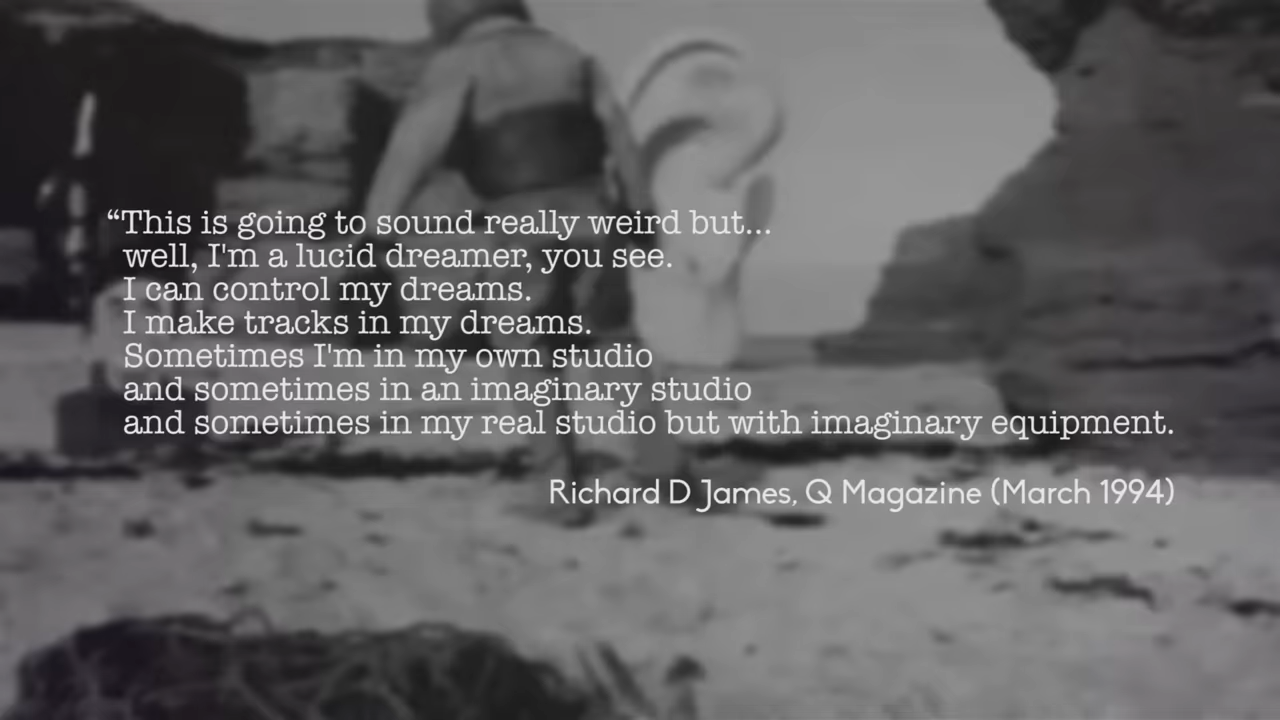 “This is going to sound really weird but...
well, I'm a lucid dreamer, you see.
I can control my dreams.
I make tracks in my dreams.
Sometimes I'm in my own studio
and sometimes in an imaginary studio
and sometimes in my real studio but with imaginary equipment.
Richard D James, Q Magazine (March 1994)